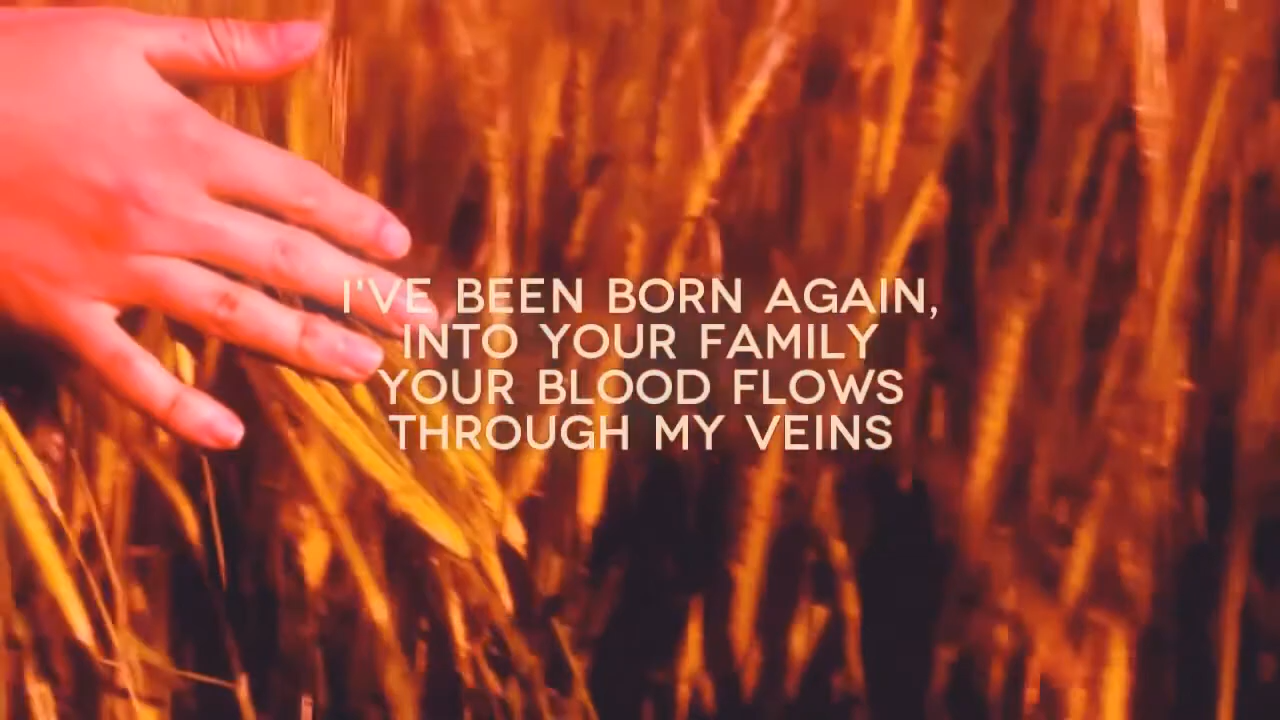 I'VE BEEN BORN AGAIN,
INTO YOUR FAMILY
YOUR BLOOD FLOWS
THROUGH MY VEINS